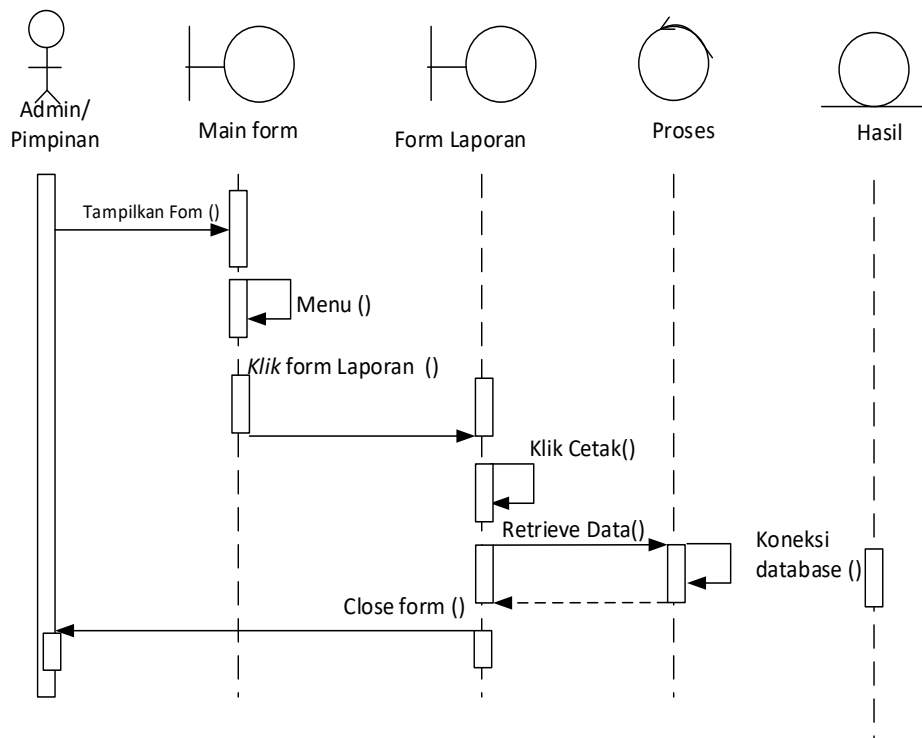 Admin/
Pimpinan
Main form
Form Laporan
Proses
Hasil
Tampilkan Fom ()
Menu ()
Klik form Laporan ()
Klik Cetak()
Retrieve Data()
Koneksi
database ()
Close form ()